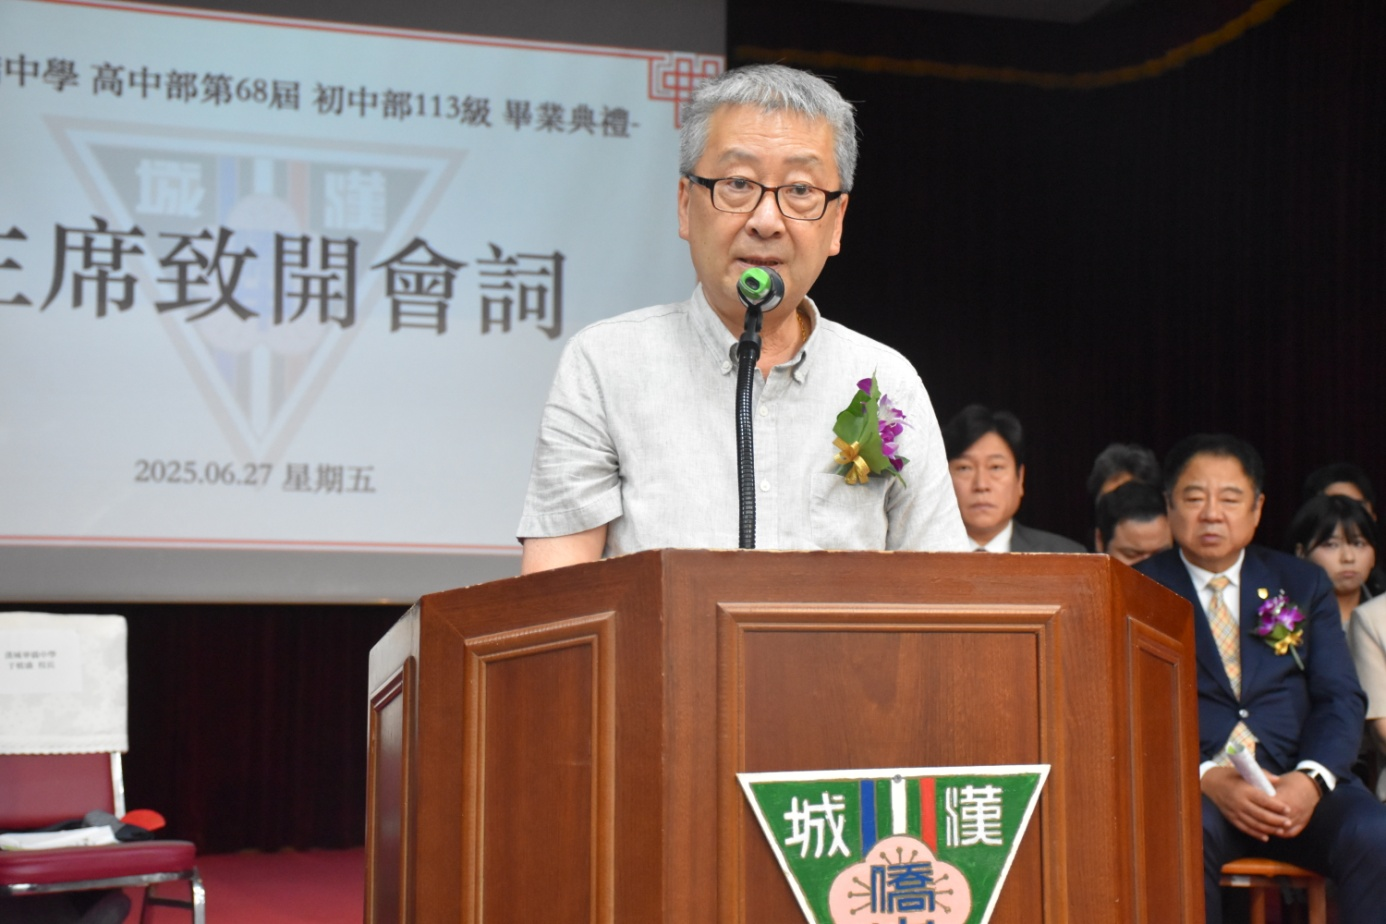 中學 高中部第68屆 初中部113級 畢業典禮-
城 漢
主席致開會詞
2025.06.27 星期五
城 漢
僑